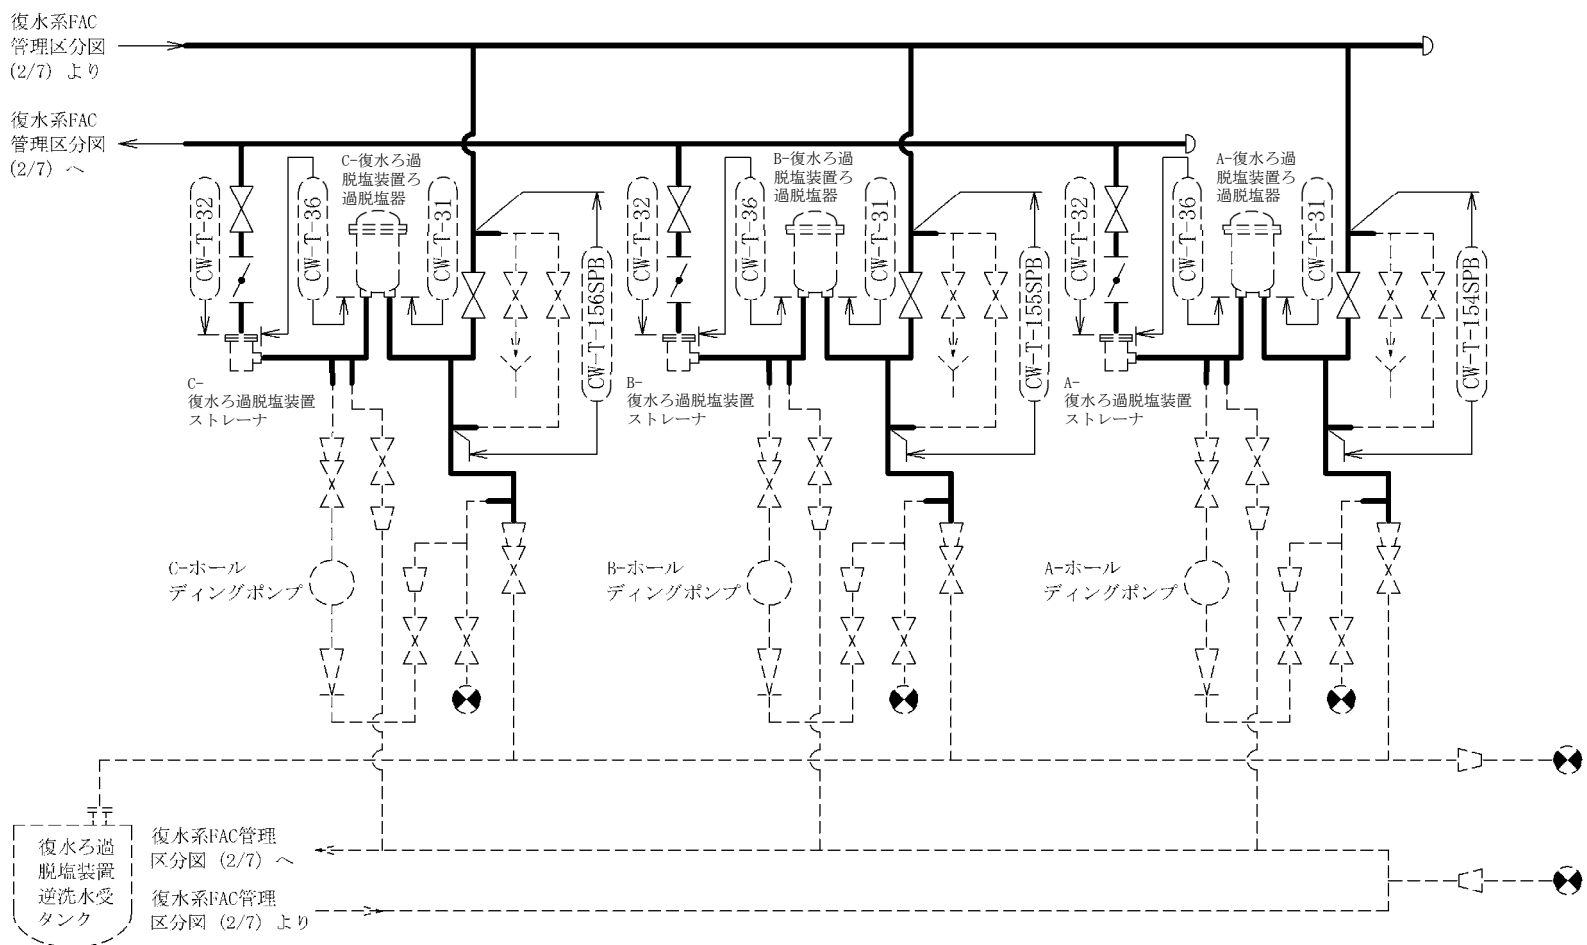 復水系FAC
管理区分図
(2/7) より
復水系FAC
管理区分図
(2/7) へ
CW-T-32
CW-T-36
C-復水ろ過
脱塩装置ろ
過脱塩器
CW-T-31
CW-T-156SPB
C-
復水ろ過脱塩装置
ストレーナ
CW-T-32
CW-T-36
B-復水ろ過
脱塩装置ろ
過脱塩器
CW-T-31
CW-T-155SPB
B-
復水ろ過脱塩装置
ストレーナ
CW-T-32
CW-T-36
A-復水ろ過
脱塩装置ろ
過脱塩器
CW-T-31
CW-T-154SPB
A-
復水ろ過脱塩装置
ストレーナ
C-ホール
ディングポンプ
B-ホール
ディングポンプ
A-ホール
ディングポンプ
復水ろ過
脱塩装置
逆洗水受
タンク
復水系FAC管理
区分図 (2/7) へ
復水系FAC管理
区分図 (2/7) より